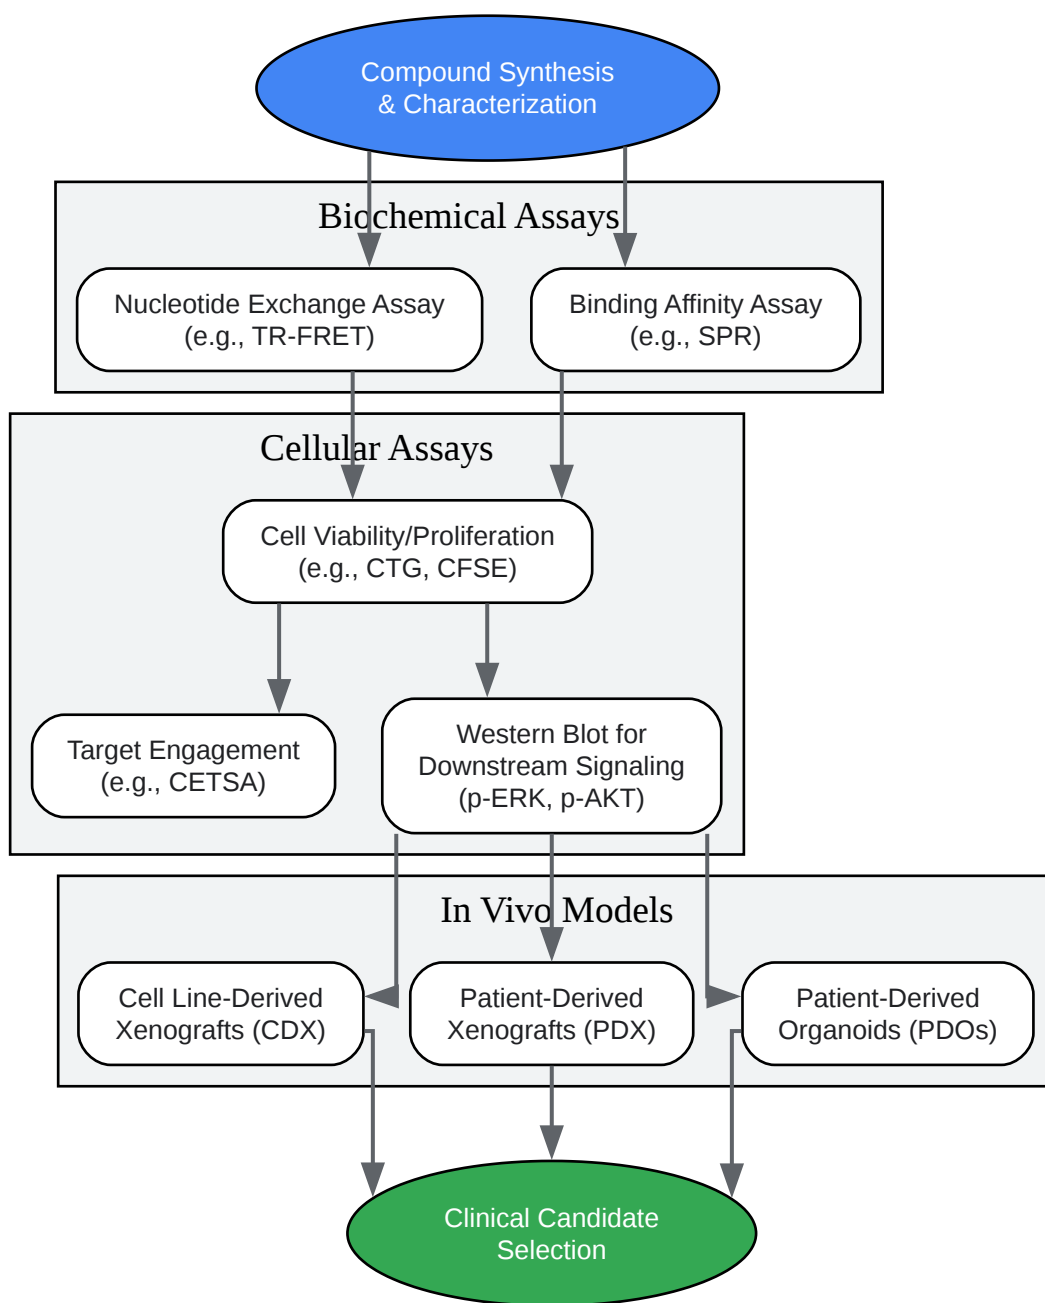 Compound Synthesis
& Characterization
Biochemical Assays
Nucleotide Exchange Assay
(e.g., TR-FRET)
Binding Affinity Assay
(e.g., SPR)
Cellular Assays
Cell Viability/Proliferation
(e.g., CTG, CFSE)
Target Engagement
(e.g., CETSA)
Western Blot for
Downstream Signaling
(p-ERK, p-AKT)
In Vivo Models
Cell Line-Derived
Xenografts (CDX)
Patient-Derived
Xenografts (PDX)
Patient-Derived
Organoids (PDOs)
Clinical Candidate
Selection